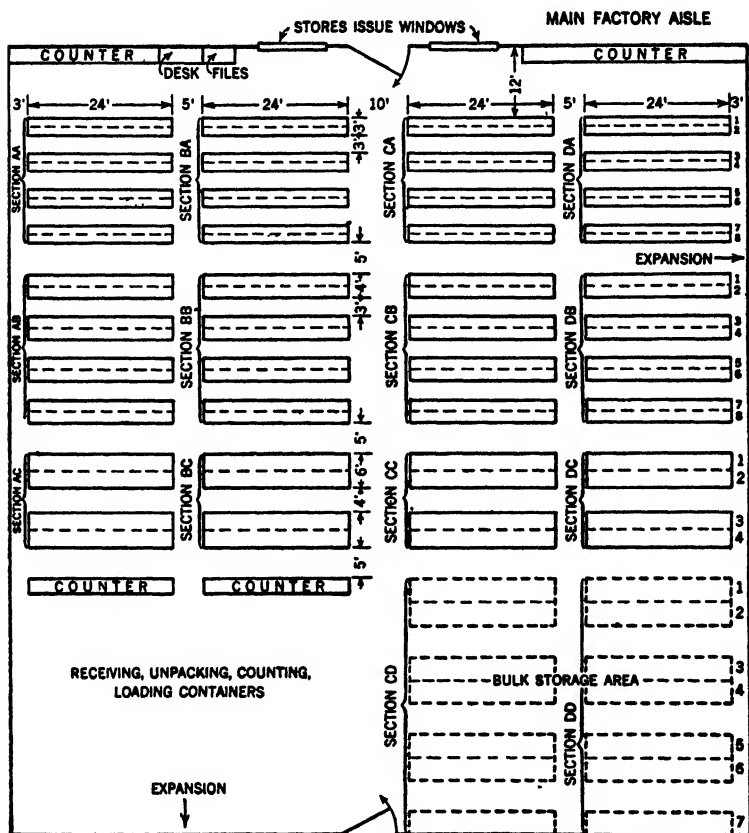 MAIN FACTORY AISLE
STORES ISSUE WINDOWS
COUNTER
DESK
FILES
COUNTER
12'
3'
24'
5'
24'
10'
24'
5'
24'
3'
SECTION AA
SECTION BA
3' 3'
SECTION CA
SECTION DA
1
2
3
4
5
6
7
8
5'
EXPANSION
SECTION AB
SECTION BB
4'
3'
SECTION CB
SECTION DB
1
2
3
4
5
6
7
8
5'
SECTION AC
SECTION BC
6'
4'
SECTION CC
SECTION DC
1
2
3
4
5'
COUNTER
COUNTER
SECTION CD
SECTION DD
1
2
3
4
5
6
7
BULK STORAGE AREA
RECEIVING, UNPACKING, COUNTING,
LOADING CONTAINERS
EXPANSION